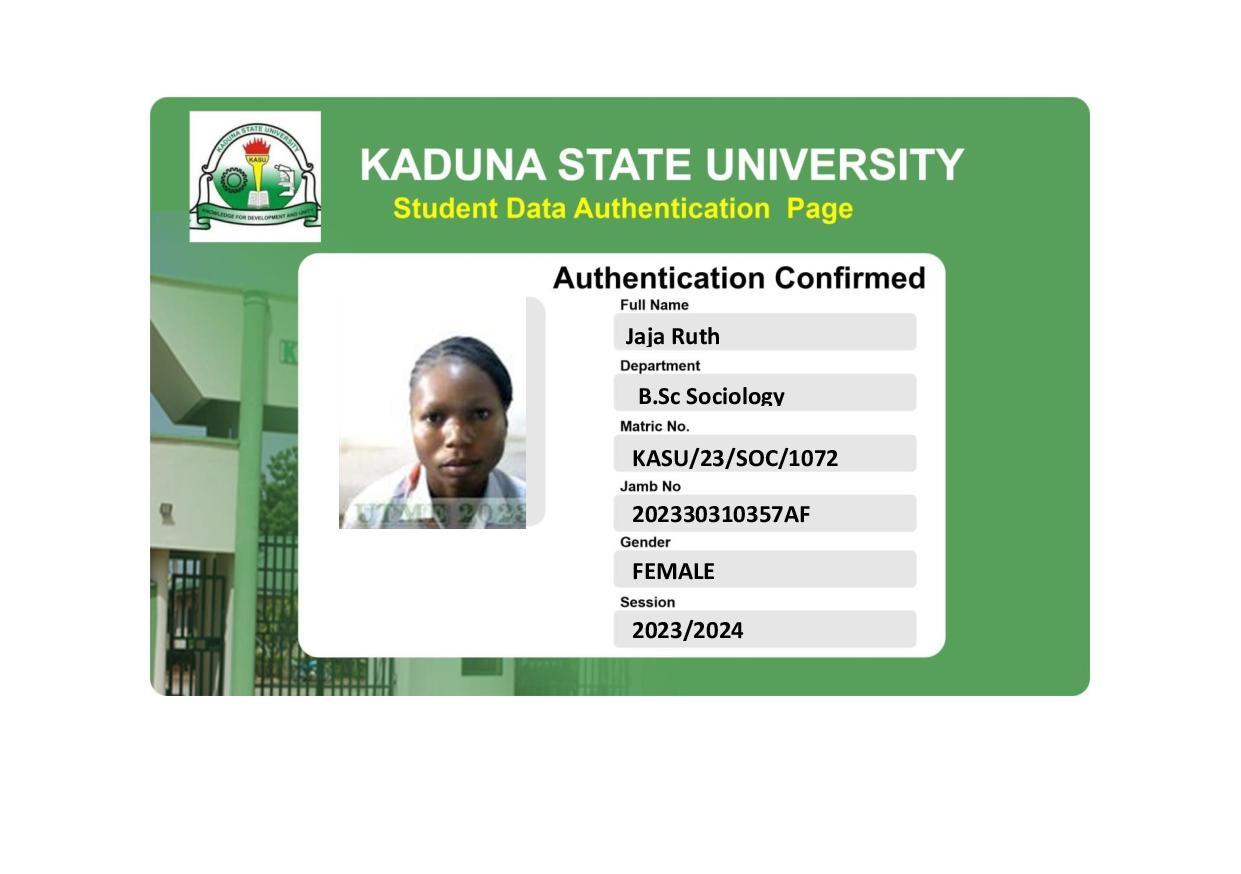 KADUNA STATE UNIVERSITY
KASU
KNOWLEDGE FOR DEVELOPMENT AND UNITY
KADUNA STATE UNIVERSITY
Student Data Authentication Page
Authentication Confirmed
Full Name
Jaja Ruth
Department
B.Sc Sociology
Matric No.
KASU/23/SOC/1072
Jamb No
202330310357AF
Gender
FEMALE
Session
2023/2024
UTME 2023
K